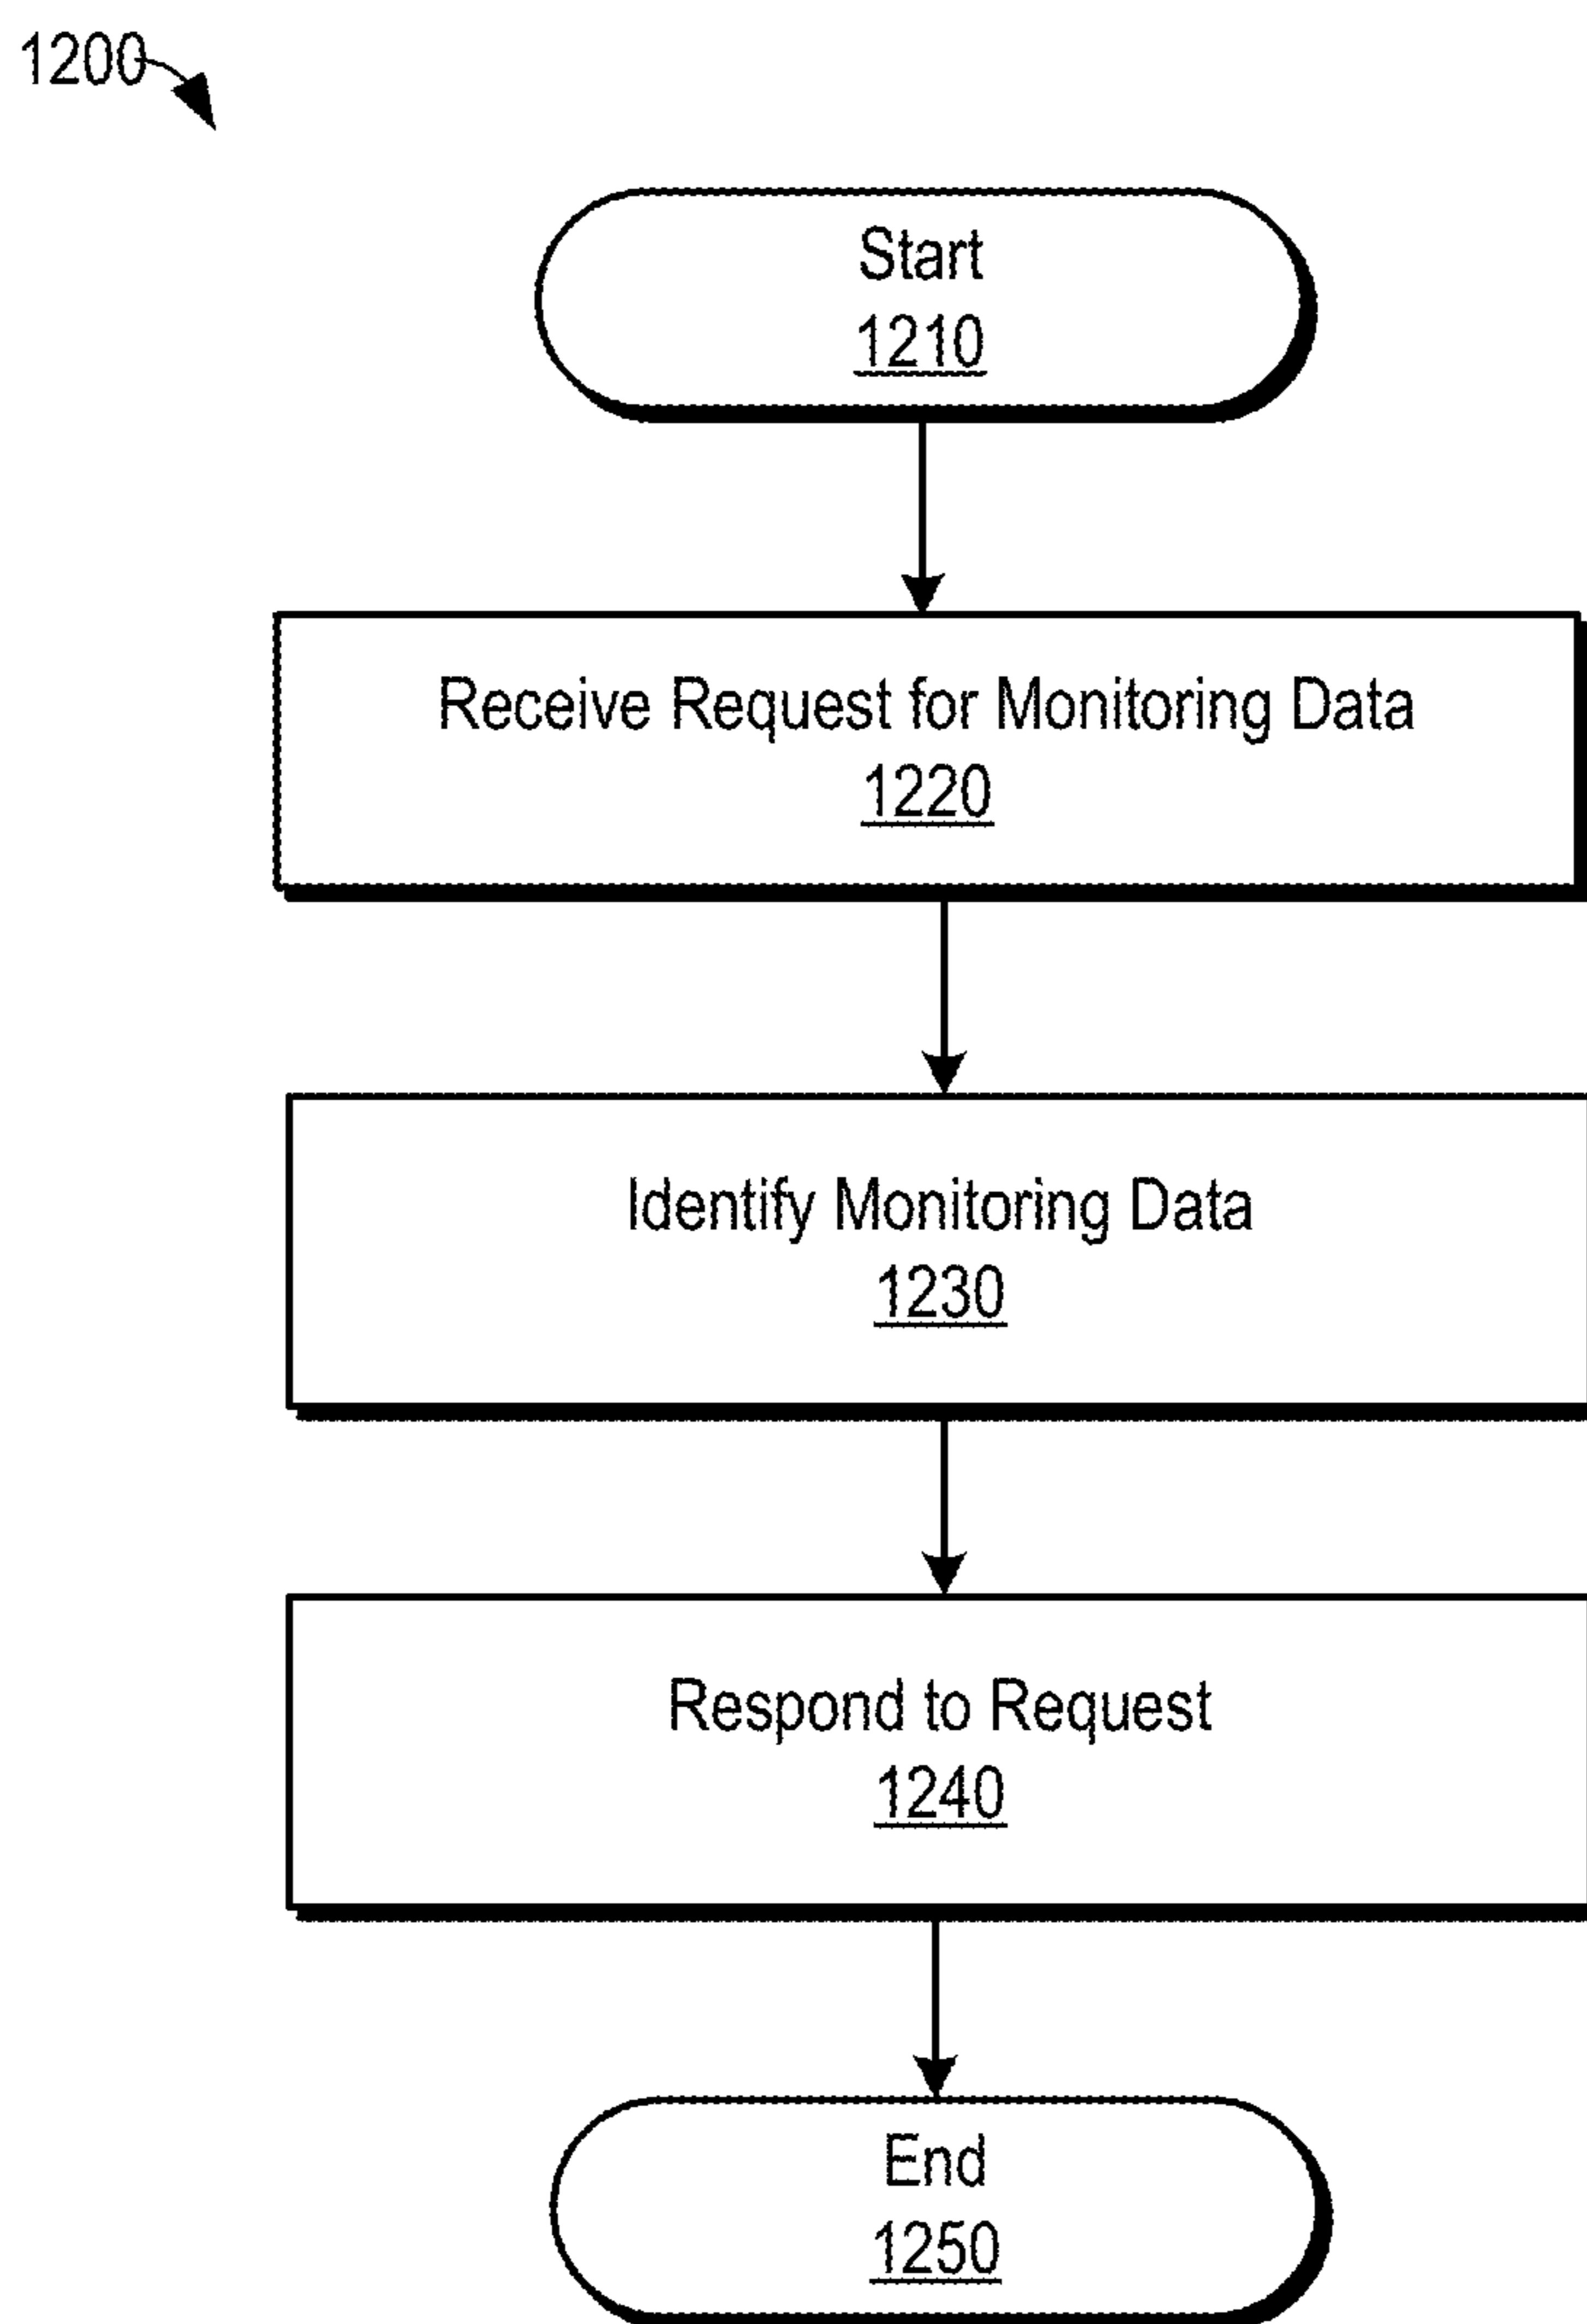 1200
Start
1210
Receive Request for Monitoring Data
1220
Identify Monitoring Data
1230
Respond to Request
1240
End
1250